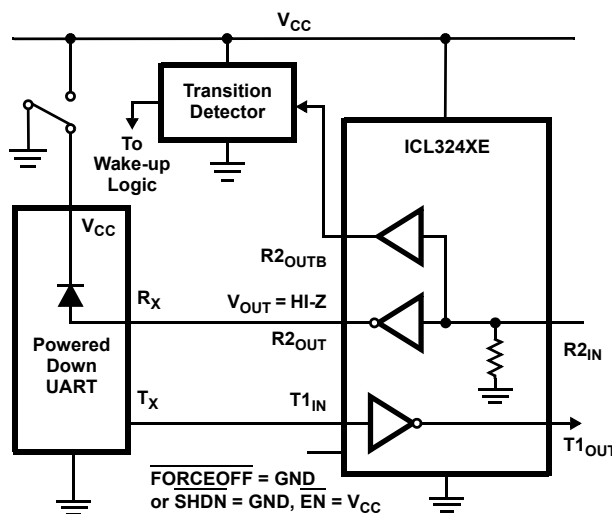 VCC
Transition
Detector
To
Wake-up
Logic
ICL324XE
VCC
R2OUTB
RX
VOUT = HI-Z
R2OUT
R2IN
Powered
Down
UART
TX
T1IN
T1OUT
FORCEOFF = GND
or SHDN = GND, EN = VCC